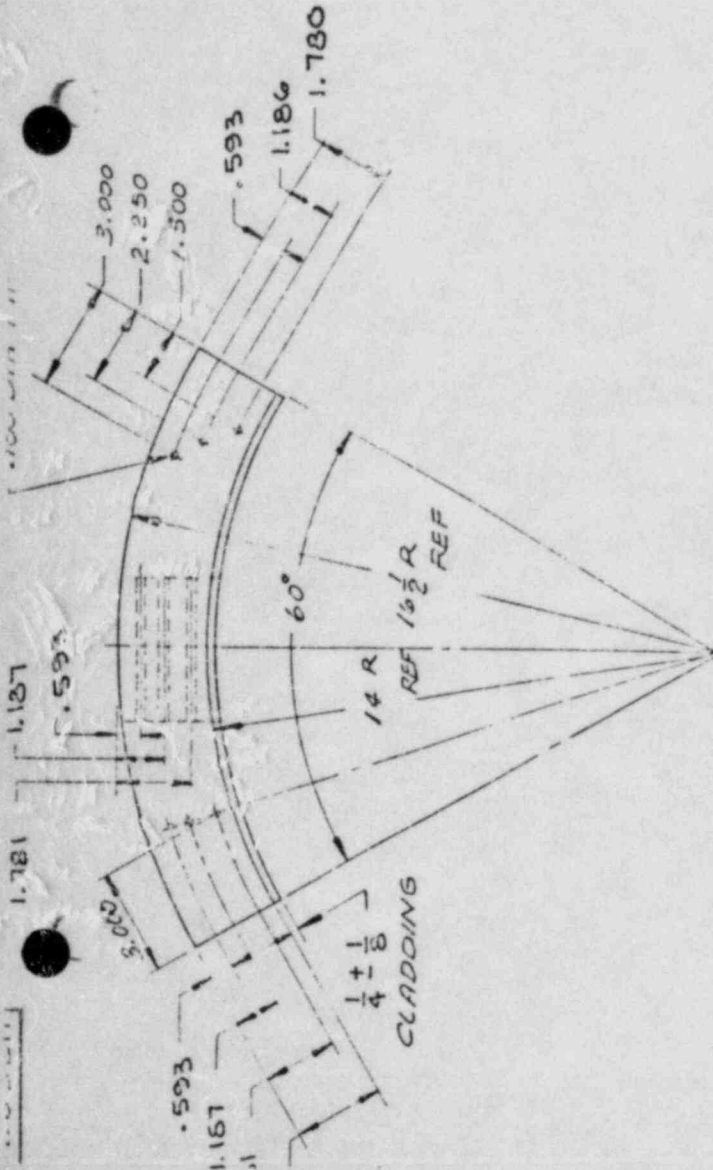 3.000
2.250
1.500
.593
1.186
1.780
1.187
.593
1.781
3.000
60°
14 R
REF
16 1/2 R
REF
1/4 ± 1/8
CLADDING
.593
1.187